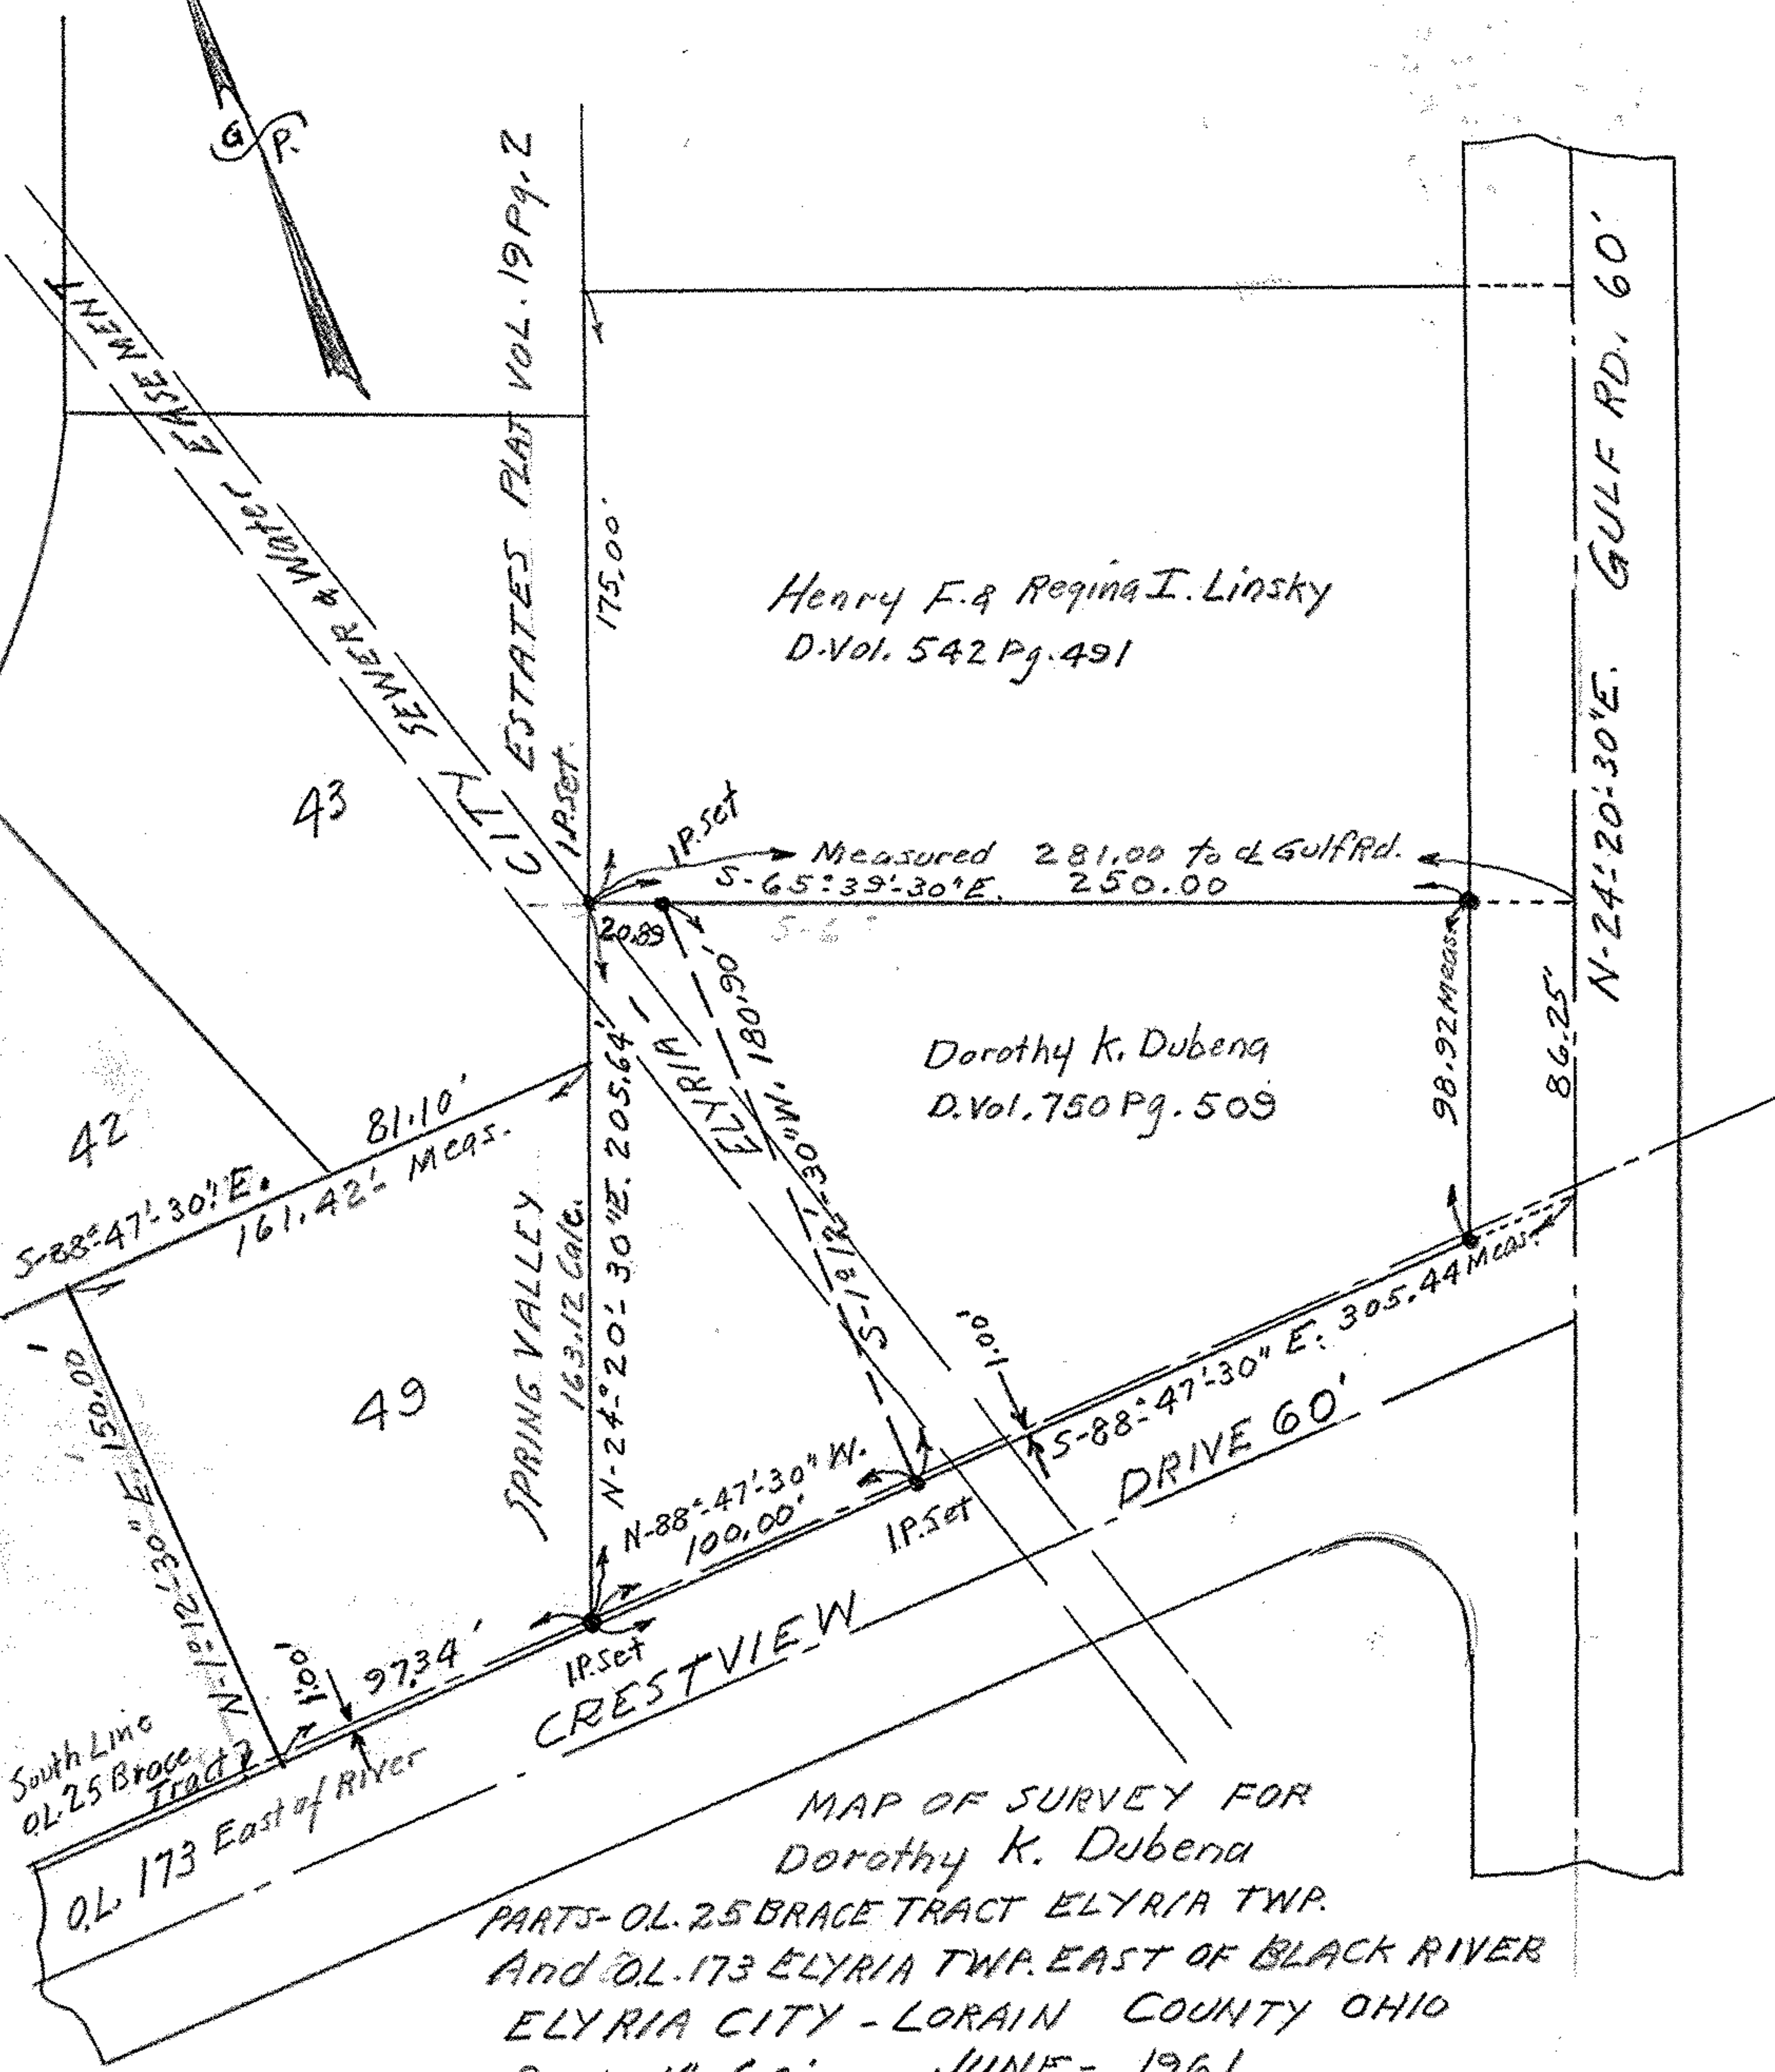 G P.
ESTATES PLAT VOL. 19 Pg. 2
CITY SEWER & Water EASEMENT
175.00'
Henry F. & Regina I. Linsky
D.Vol. 542 Pg. 491
GULF RD. 60'
N-24°-20'-30"E.
43
I.P. Set
I.P. Set
Measured 281.00 to ℄ Gulf Rd.
S-65°-39'-30"E. 250.00
20.89
ELYRIA
S-1°-12'-30"W. 180.90'
Dorothy K. Dubena
D.Vol. 750 Pg. 509
98.92 Meas.
86.25'
42
81.10'
S-88°-47'-30"E.
161.42'- Meas.
SPRING VALLEY
163.12 Calc.
N-24°-20'-30"E. 205.64'
49
N-1°-12'-30"E. 150.00'
N-88°-47'-30"W.
100.00'
I.P. Set
1.00'
S-88°-47'-30"E. 305.44 Meas.
CRESTVIEW DRIVE 60'
97.34'
1.00'
I.P. Set
South Line
O.L. 25 Brace
Tract
O.L. 173 East of River
MAP OF SURVEY FOR
Dorothy K. Dubena
PARTS- O.L. 25 BRACE TRACT ELYRIA TWP.
And O.L. 173 ELYRIA TWP. EAST OF BLACK RIVER
ELYRIA CITY - LORAIN COUNTY OHIO
JUNE- 1961